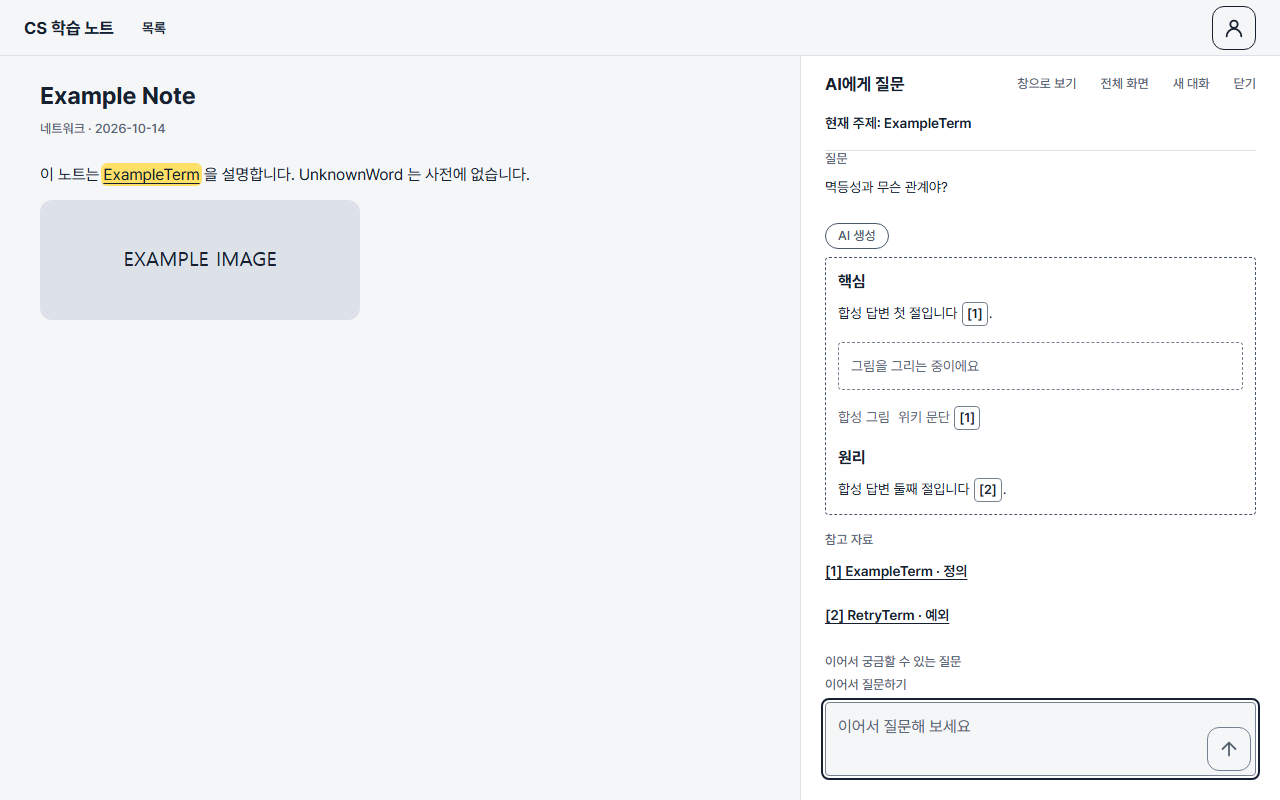 CS 학습 노트 목록
Example Note
네트워크 · 2026-10-14
이 노트는 ExampleTerm 을 설명합니다. UnknownWord 는 사전에 없습니다.
EXAMPLE IMAGE
AI에게 질문 창으로 보기 전체 화면 새 대화 닫기
현재 주제: ExampleTerm
질문
멱등성과 무슨 관계야?
AI 생성
핵심
합성 답변 첫 절입니다 [1].
그림을 그리는 중이에요
합성 그림 위키 문단 [1]
원리
합성 답변 둘째 절입니다 [2].
참고 자료
[1] ExampleTerm · 정의
[2] RetryTerm · 예외
이어서 궁금할 수 있는 질문
이어서 질문하기
이어서 질문해 보세요